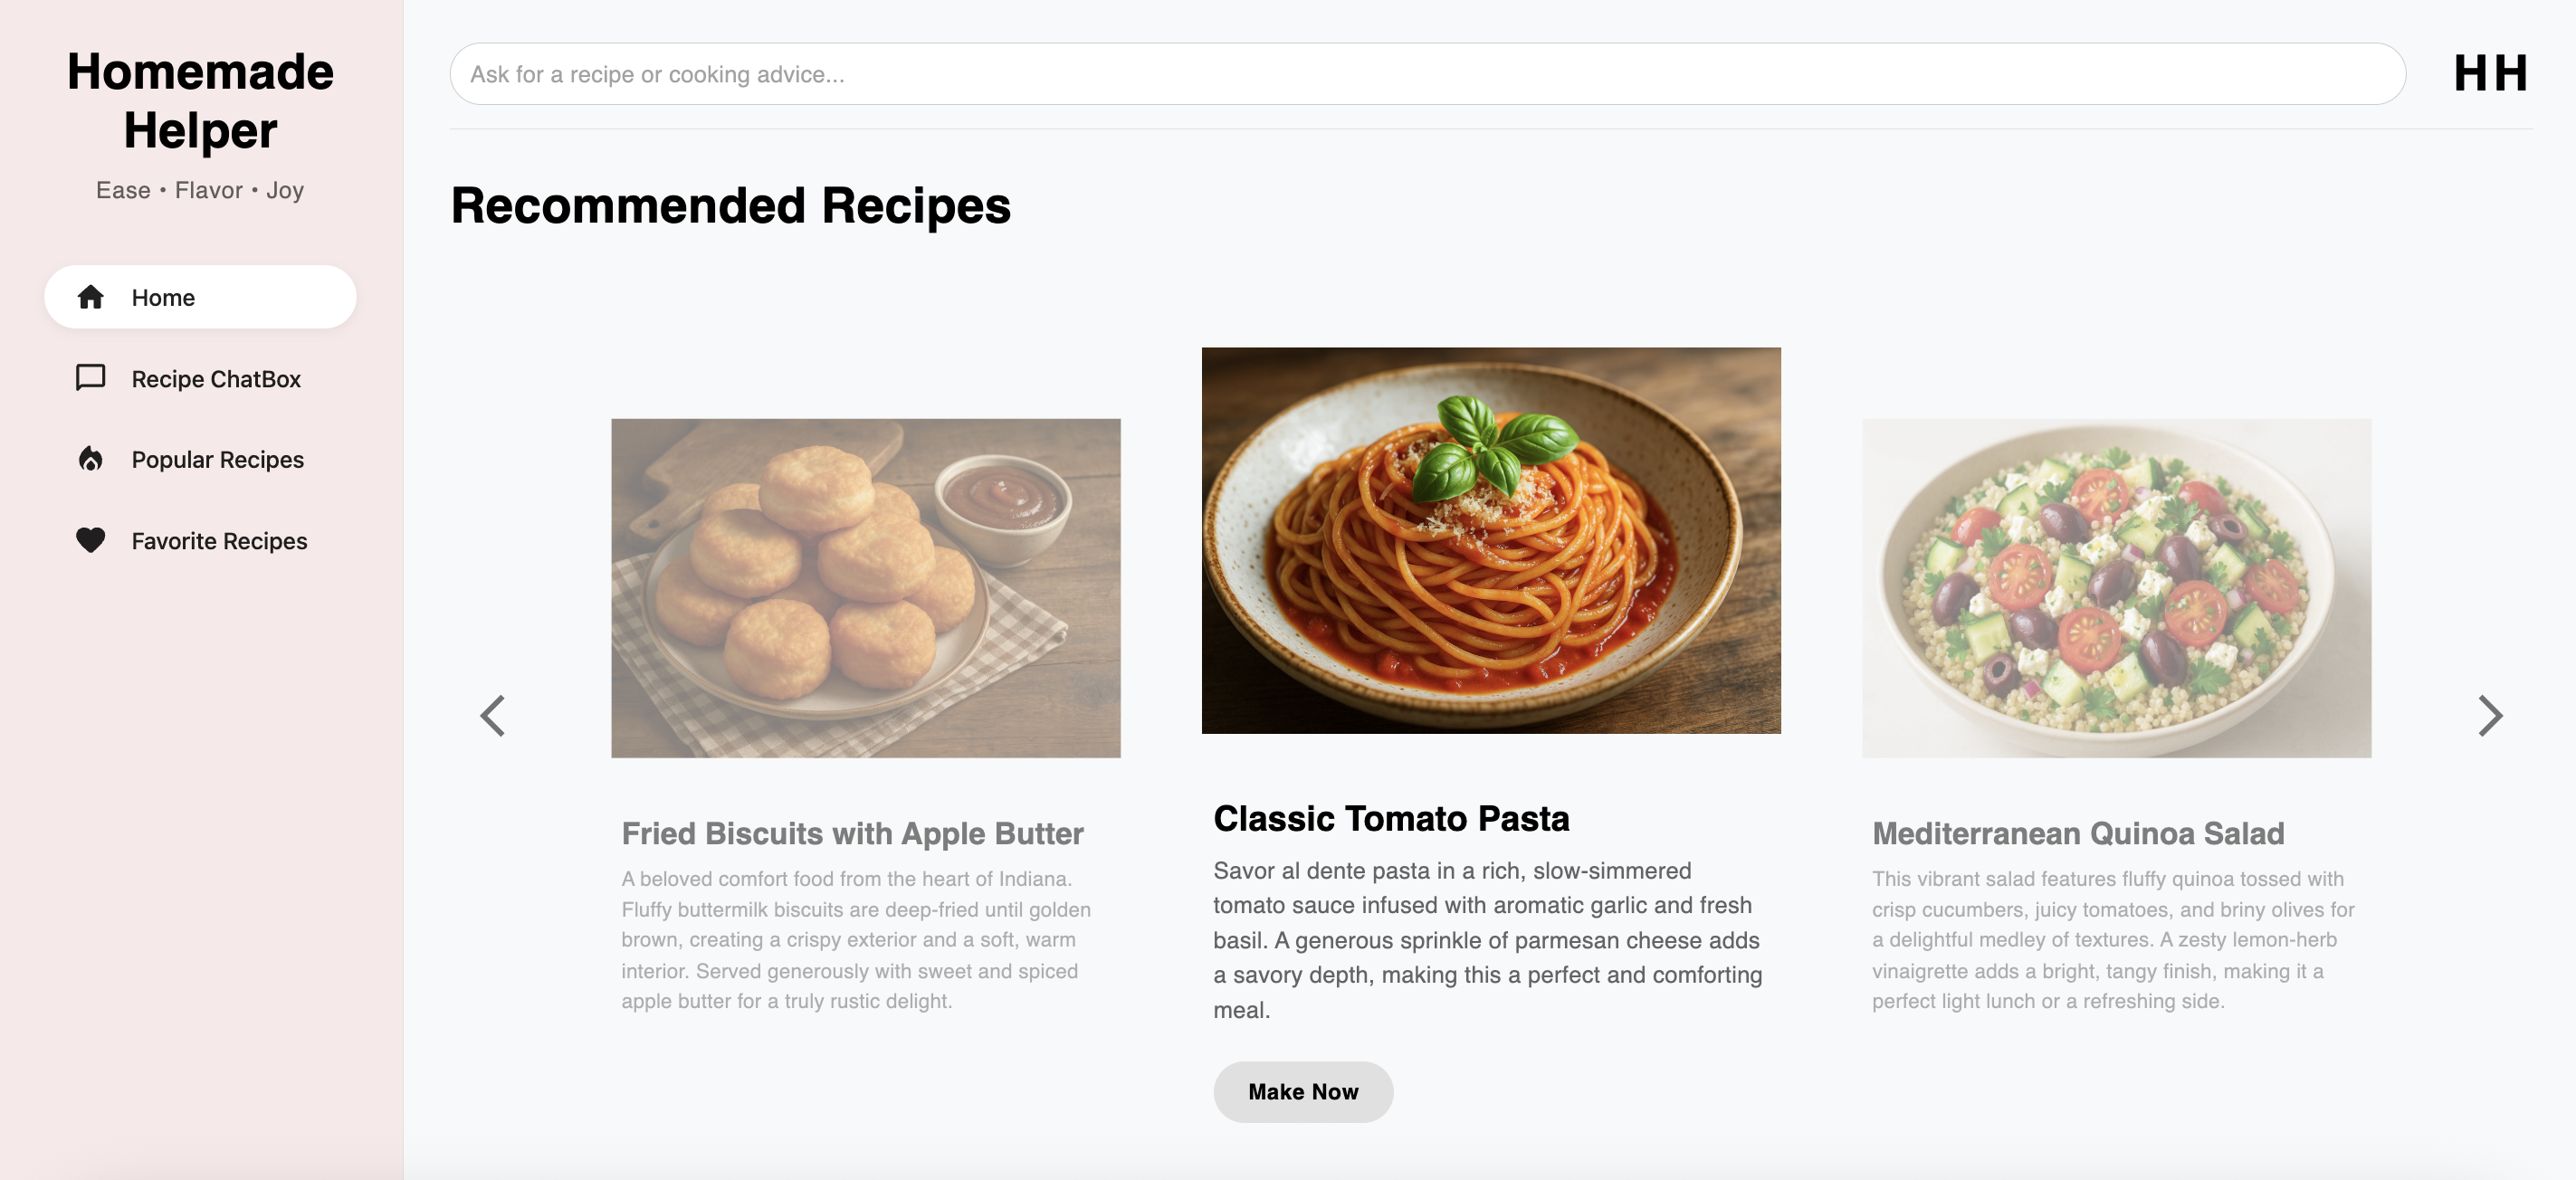 Homemade
Helper
Ease • Flavor • Joy
Home
Recipe ChatBox
Popular Recipes
Favorite Recipes
Ask for a recipe or cooking advice...
HH
Recommended Recipes
Fried Biscuits with Apple Butter
A beloved comfort food from the heart of Indiana.
Fluffy buttermilk biscuits are deep-fried until golden
brown, creating a crispy exterior and a soft, warm
interior. Served generously with sweet and spiced
apple butter for a truly rustic delight.
Classic Tomato Pasta
Savor al dente pasta in a rich, slow-simmered
tomato sauce infused with aromatic garlic and fresh
basil. A generous sprinkle of parmesan cheese adds
a savory depth, making this a perfect and comforting
meal.
Make Now
Mediterranean Quinoa Salad
This vibrant salad features fluffy quinoa tossed with
crisp cucumbers, juicy tomatoes, and briny olives for
a delightful medley of textures. A zesty lemon-herb
vinaigrette adds a bright, tangy finish, making it a
perfect light lunch or a refreshing side.